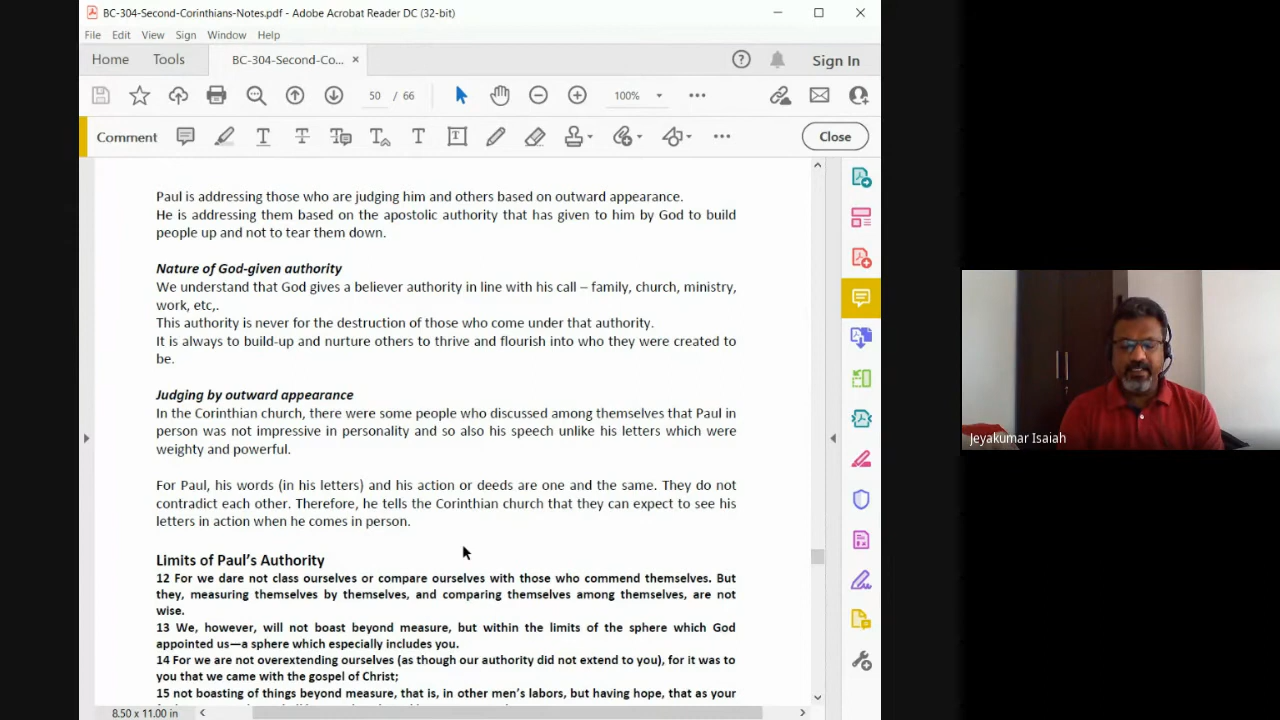 BC-304-Second-Corinthians-Notes.pdf - Adobe Acrobat Reader DC (32-bit)
File Edit View Sign Window Help
Home Tools BC-304-Second-Co... Sign In
50 / 66 100%
Comment Close
Paul is addressing those who are judging him and others based on outward appearance.
He is addressing them based on the apostolic authority that has given to him by God to build
people up and not to tear them down.
Nature of God-given authority
We understand that God gives a believer authority in line with his call – family, church, ministry,
work, etc,.
This authority is never for the destruction of those who come under that authority.
It is always to build-up and nurture others to thrive and flourish into who they were created to
be.
Judging by outward appearance
In the Corinthian church, there were some people who discussed among themselves that Paul in
person was not impressive in personality and so also his speech unlike his letters which were
weighty and powerful.
For Paul, his words (in his letters) and his action or deeds are one and the same. They do not
contradict each other. Therefore, he tells the Corinthian church that they can expect to see his
letters in action when he comes in person.
Limits of Paul's Authority
12 For we dare not class ourselves or compare ourselves with those who commend themselves. But
they, measuring themselves by themselves, and comparing themselves among themselves, are not
wise.
13 We, however, will not boast beyond measure, but within the limits of the sphere which God
appointed us—a sphere which especially includes you.
14 For we are not overextending ourselves (as though our authority did not extend to you), for it was to
you that we came with the gospel of Christ;
15 not boasting of things beyond measure, that is, in other men's labors, but having hope, that as your
8.50 x 11.00 in
Jeyakumar Isaiah